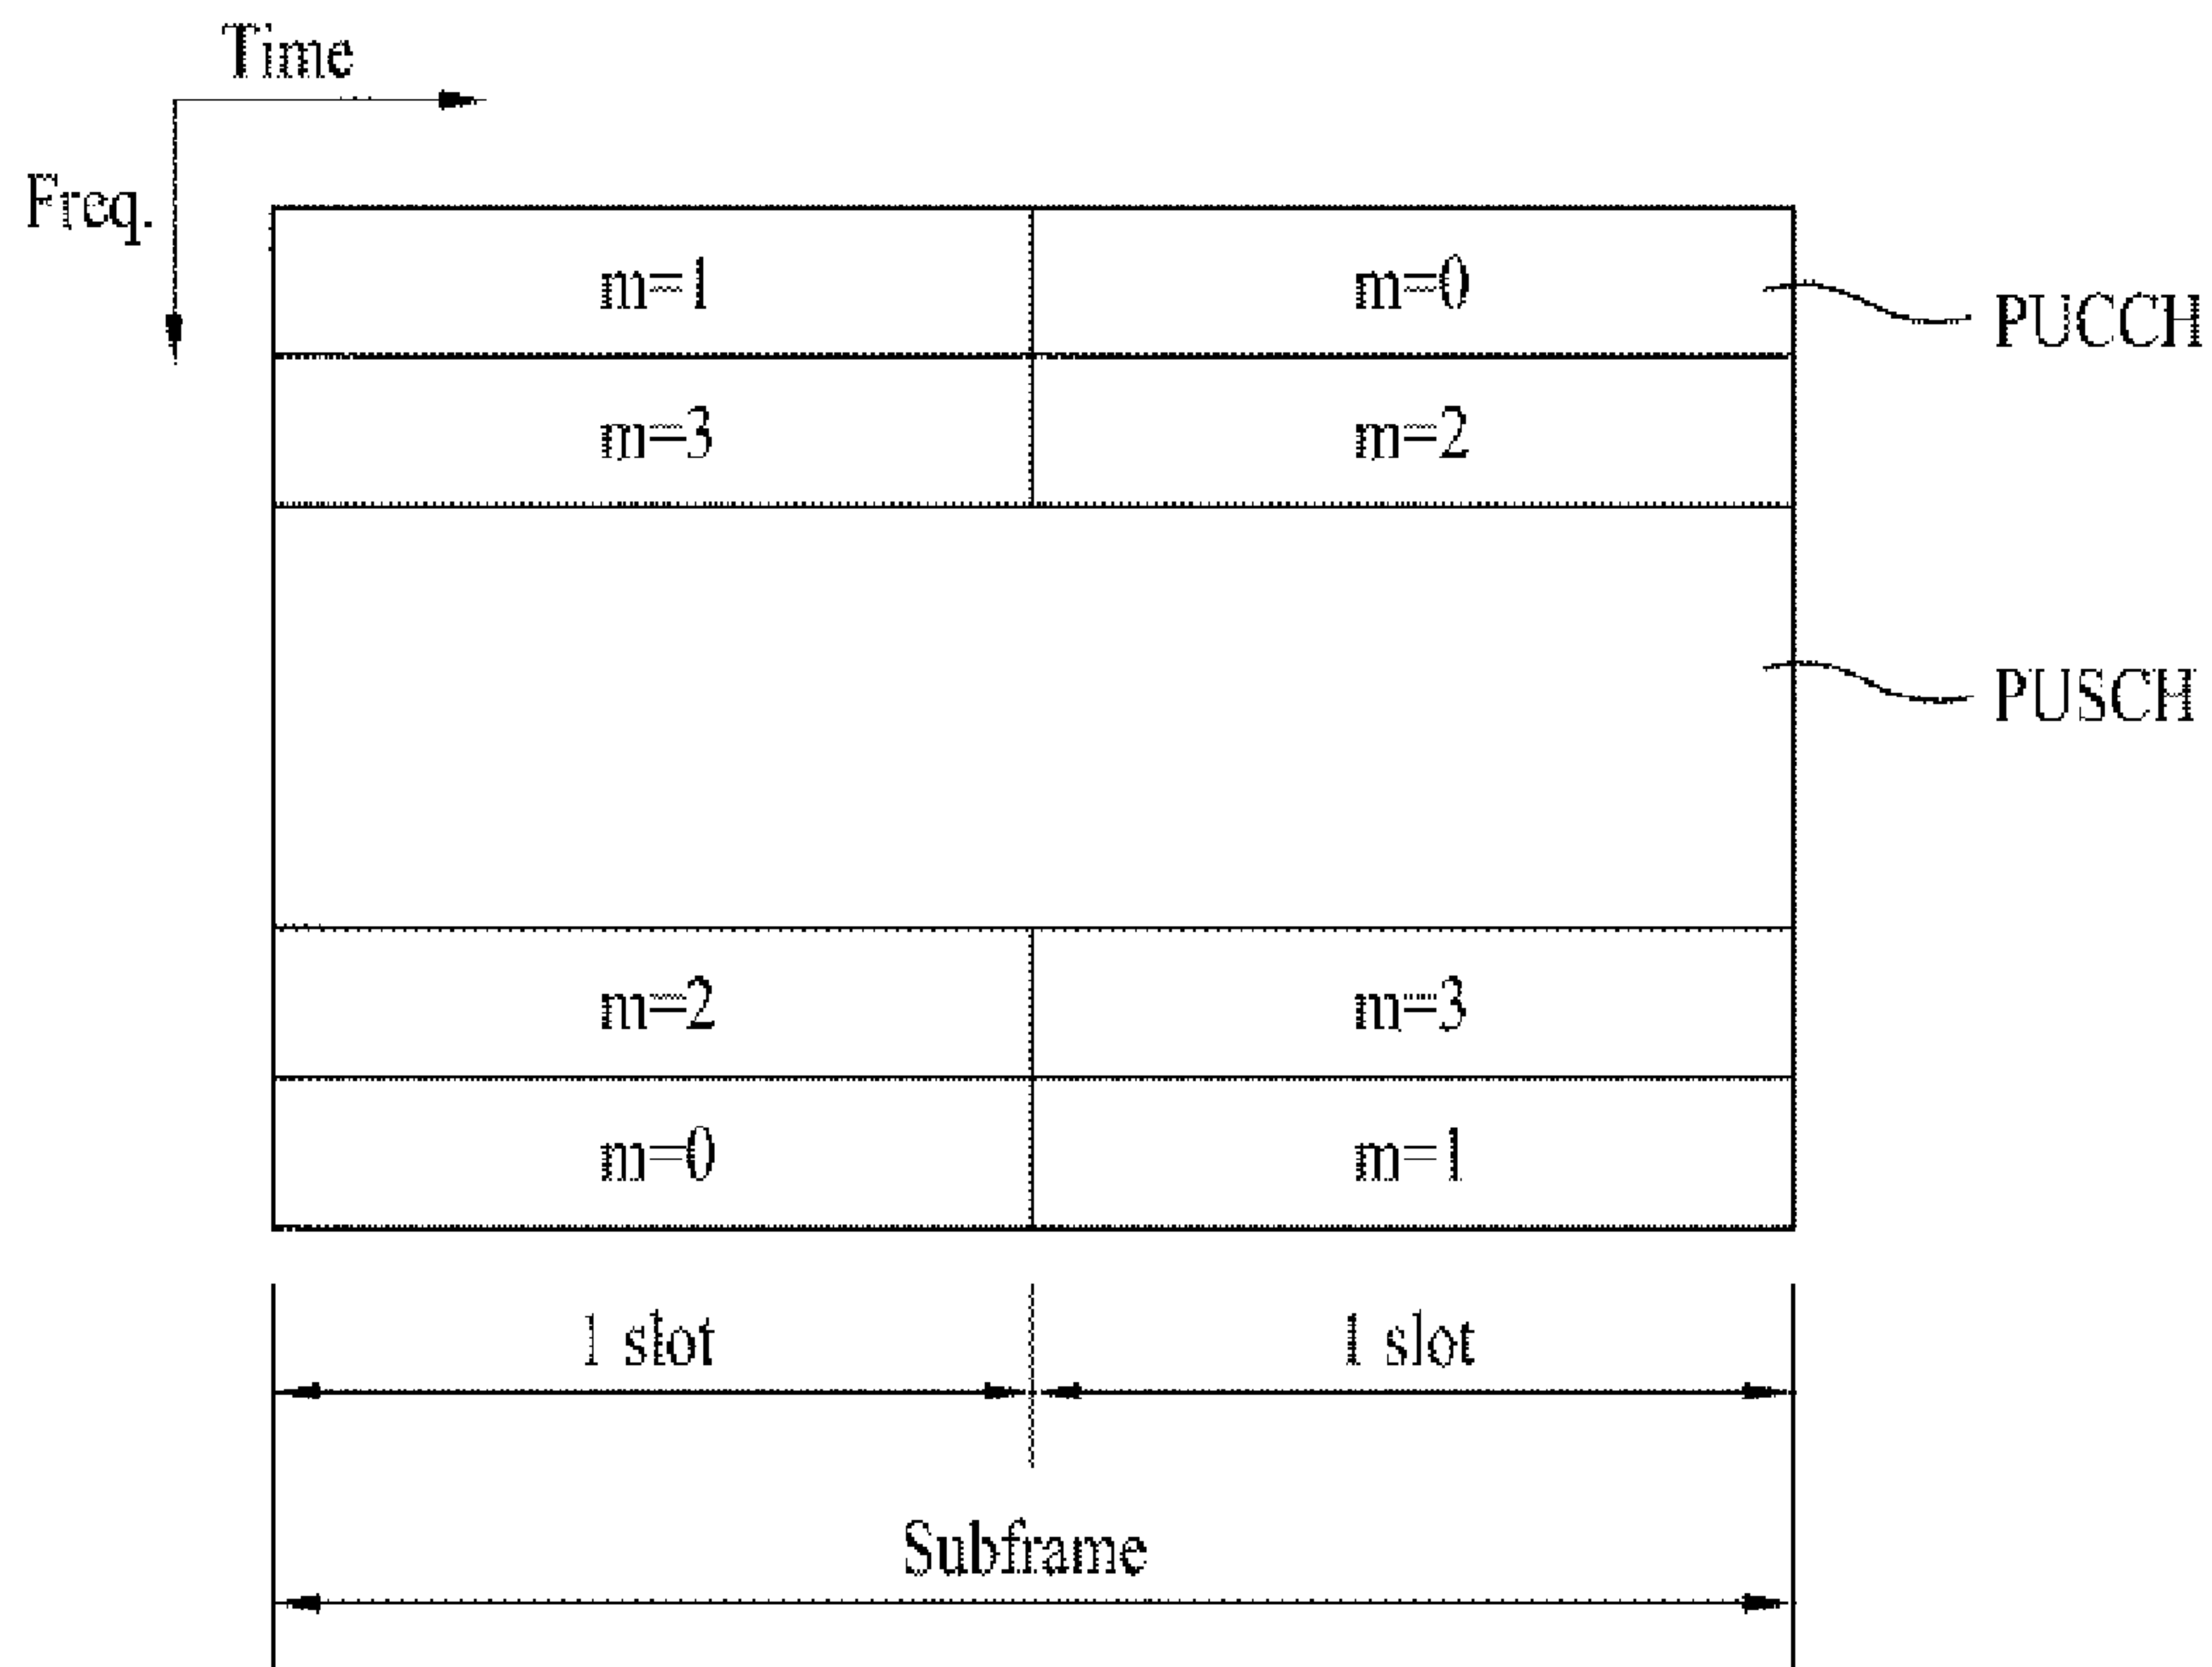 Time
Freq.
m=1 m=0
PUCCH
m=3 m=2
PUSCH
m=2 m=3
m=0 m=1
1 slot 1 slot
Subframe